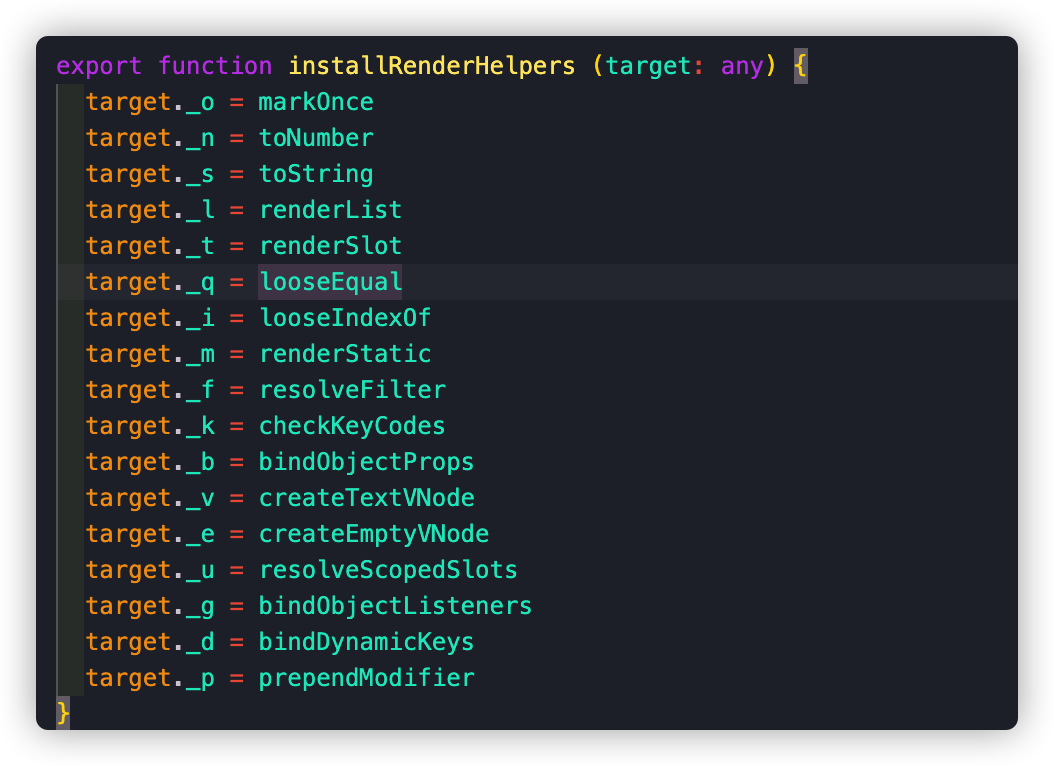 export function installRenderHelpers (target: any) {
  target._o = markOnce
  target._n = toNumber
  target._s = toString
  target._l = renderList
  target._t = renderSlot
  target._q = looseEqual
  target._i = looseIndexOf
  target._m = renderStatic
  target._f = resolveFilter
  target._k = checkKeyCodes
  target._b = bindObjectProps
  target._v = createTextVNode
  target._e = createEmptyVNode
  target._u = resolveScopedSlots
  target._g = bindObjectListeners
  target._d = bindDynamicKeys
  target._p = prependModifier
}